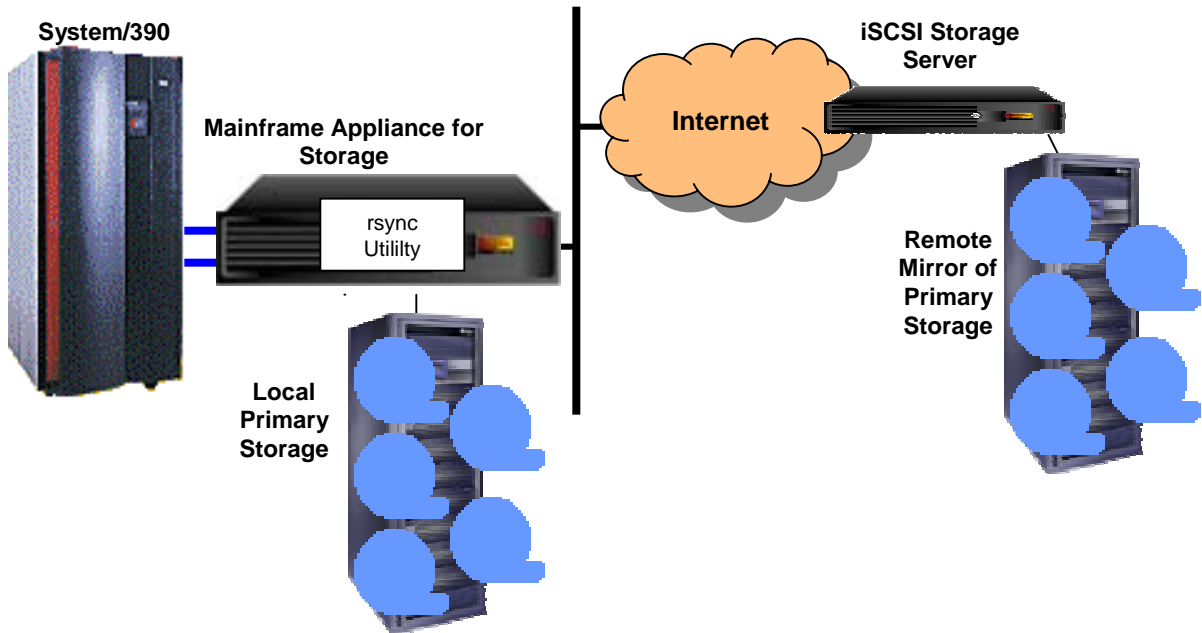 System/390
Mainframe Appliance for
Storage
rsync
Utililty
Local
Primary
Storage
Internet
iSCSI Storage
Server
Remote
Mirror of
Primary
Storage